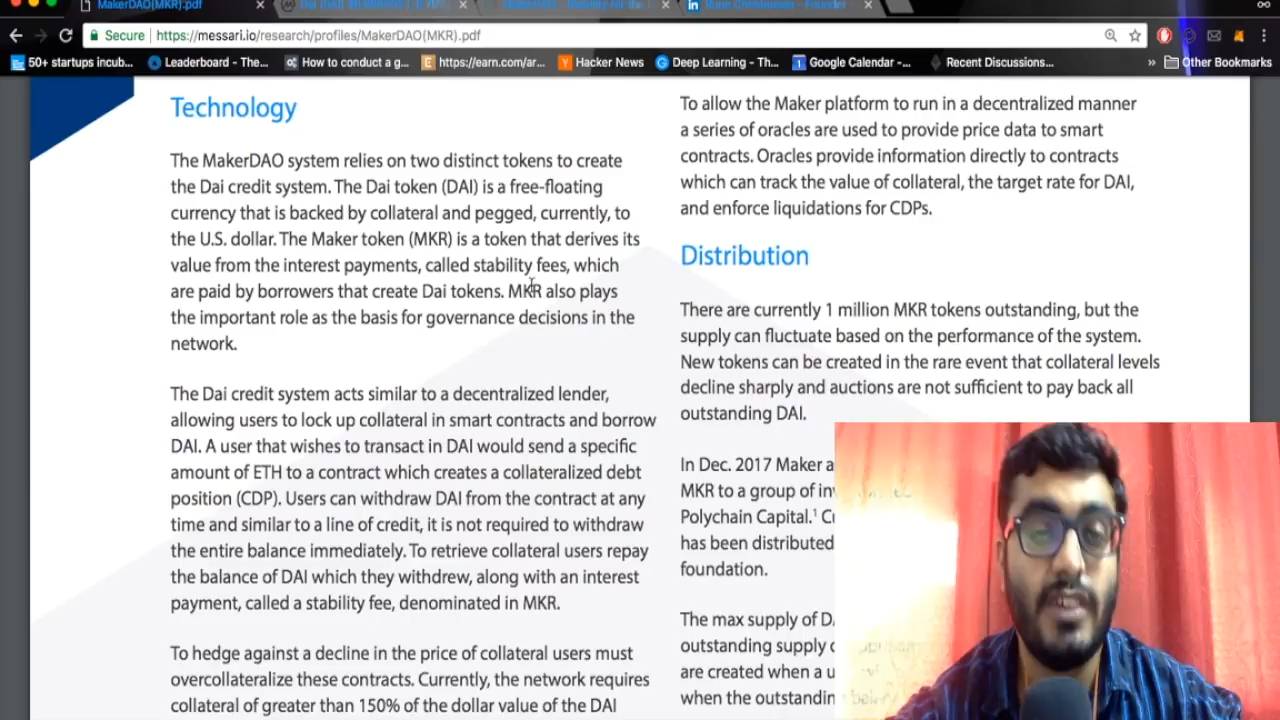 MakerDAO(MKR).pdf
Secure https://messari.io/research/profiles/MakerDAO(MKR).pdf
50+ startups incub... Leaderboard - The... How to conduct a g... https://earn.com/ar... Hacker News Deep Learning - Th... Google Calendar -... Recent Discussions... » Other Bookmarks
Technology
The MakerDAO system relies on two distinct tokens to create
the Dai credit system. The Dai token (DAI) is a free-floating
currency that is backed by collateral and pegged, currently, to
the U.S. dollar. The Maker token (MKR) is a token that derives its
value from the interest payments, called stability fees, which
are paid by borrowers that create Dai tokens. MKR also plays
the important role as the basis for governance decisions in the
network.
The Dai credit system acts similar to a decentralized lender,
allowing users to lock up collateral in smart contracts and borrow
DAI. A user that wishes to transact in DAI would send a specific
amount of ETH to a contract which creates a collateralized debt
position (CDP). Users can withdraw DAI from the contract at any
time and similar to a line of credit, it is not required to withdraw
the entire balance immediately. To retrieve collateral users repay
the balance of DAI which they withdrew, along with an interest
payment, called a stability fee, denominated in MKR.
To hedge against a decline in the price of collateral users must
overcollateralize these contracts. Currently, the network requires
collateral of greater than 150% of the dollar value of the DAI
To allow the Maker platform to run in a decentralized manner
a series of oracles are used to provide price data to smart
contracts. Oracles provide information directly to contracts
which can track the value of collateral, the target rate for DAI,
and enforce liquidations for CDPs.
Distribution
There are currently 1 million MKR tokens outstanding, but the
supply can fluctuate based on the performance of the system.
New tokens can be created in the rare event that collateral levels
decline sharply and auctions are not sufficient to pay back all
outstanding DAI.
In Dec. 2017 Maker a
MKR to a group of in
Polychain Capital.1
has been distributed
foundation.
The max supply of
outstanding supply
are created when a u
when the outstandin